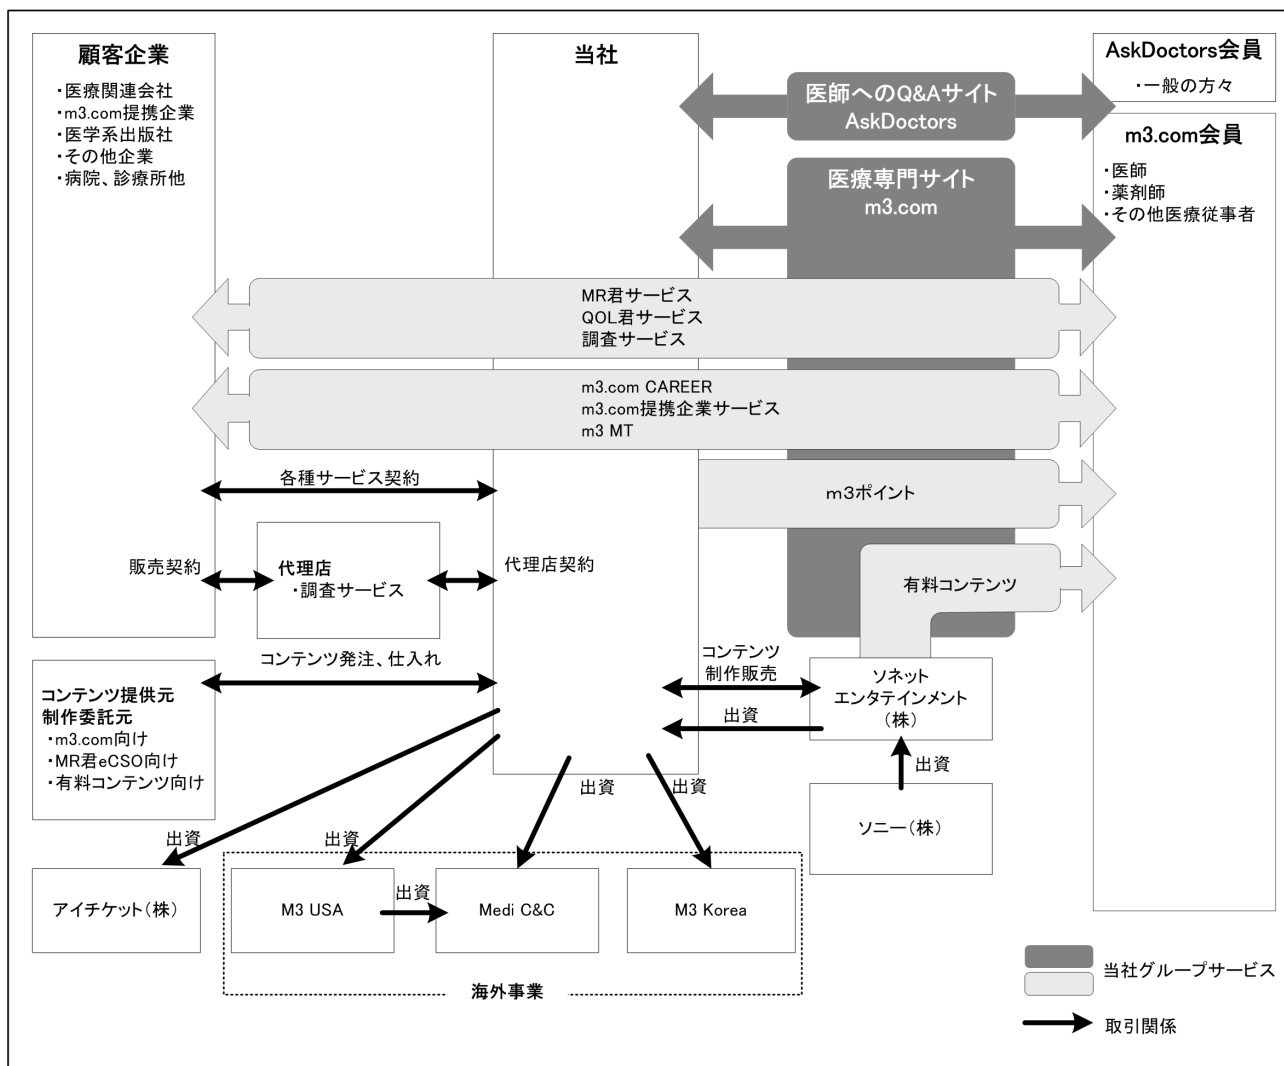 顧客企業
・医療関連会社
・m3.com提携企業
・医学系出版社
・その他企業
・病院、診療所他
当社
医師へのQ&Aサイト
AskDoctors
AskDoctors会員
・一般の方々
医療専門サイト
m3.com
m3.com会員
・医師
・薬剤師
・その他医療従事者
MR君サービス
QOL君サービス
調査サービス
m3.com CAREER
m3.com提携企業サービス
m3 MT
各種サービス契約
m3ポイント
販売契約
代理店
・調査サービス
代理店契約
有料コンテンツ
コンテンツ発注、仕入れ
コンテンツ
制作販売
出資
ソネット
エンタテインメント
(株)
コンテンツ提供元
制作委託元
・m3.com向け
・MR君eCSO向け
・有料コンテンツ向け
出資
ソニー(株)
出資
出資
出資
出資
アイチケット(株)
M3 USA
出資
Medi C&C
M3 Korea
海外事業
当社グループサービス
取引関係